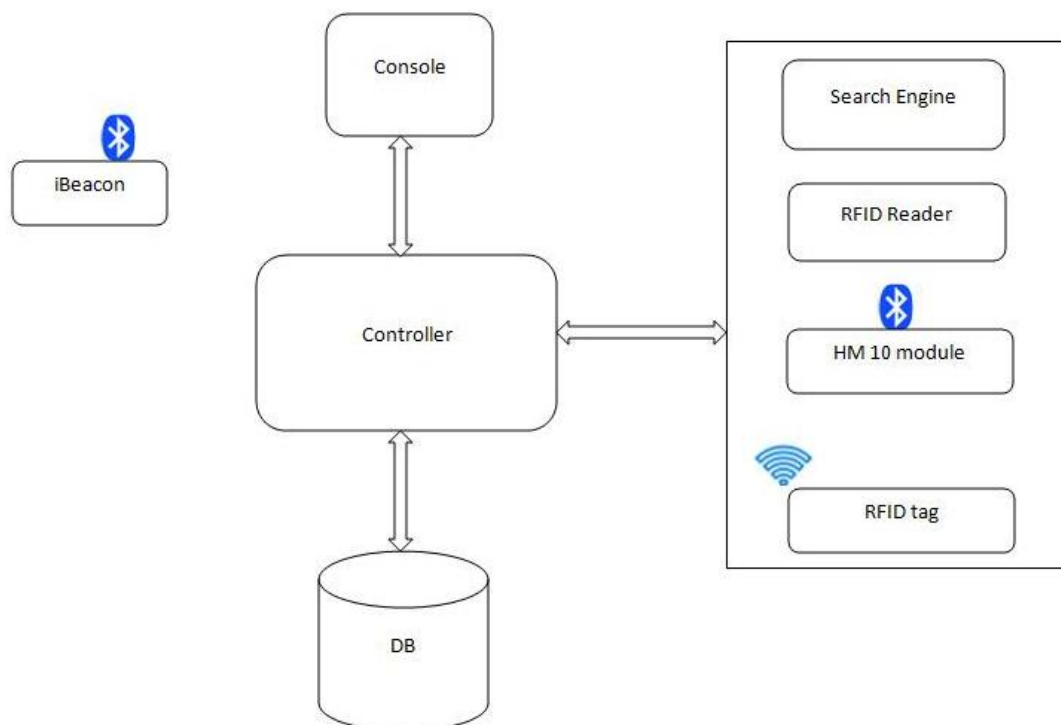 Console
Search Engine
iBeacon
RFID Reader
Controller
HM 10 module
RFID tag
DB